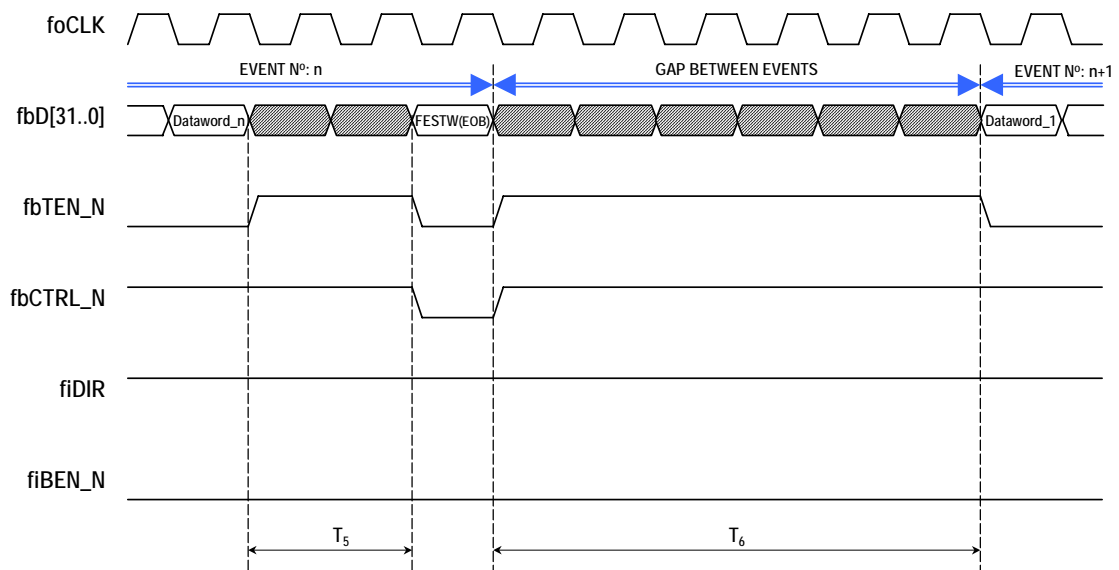 foCLK
EVENT Nº: n
GAP BETWEEN EVENTS
EVENT Nº: n+1
fbD[31..0]
Dataword_n
FESTW(EOB)
Dataword_1
fbTEN_N
fbCTRL_N
fiDIR
fiBEN_N
T5
T6